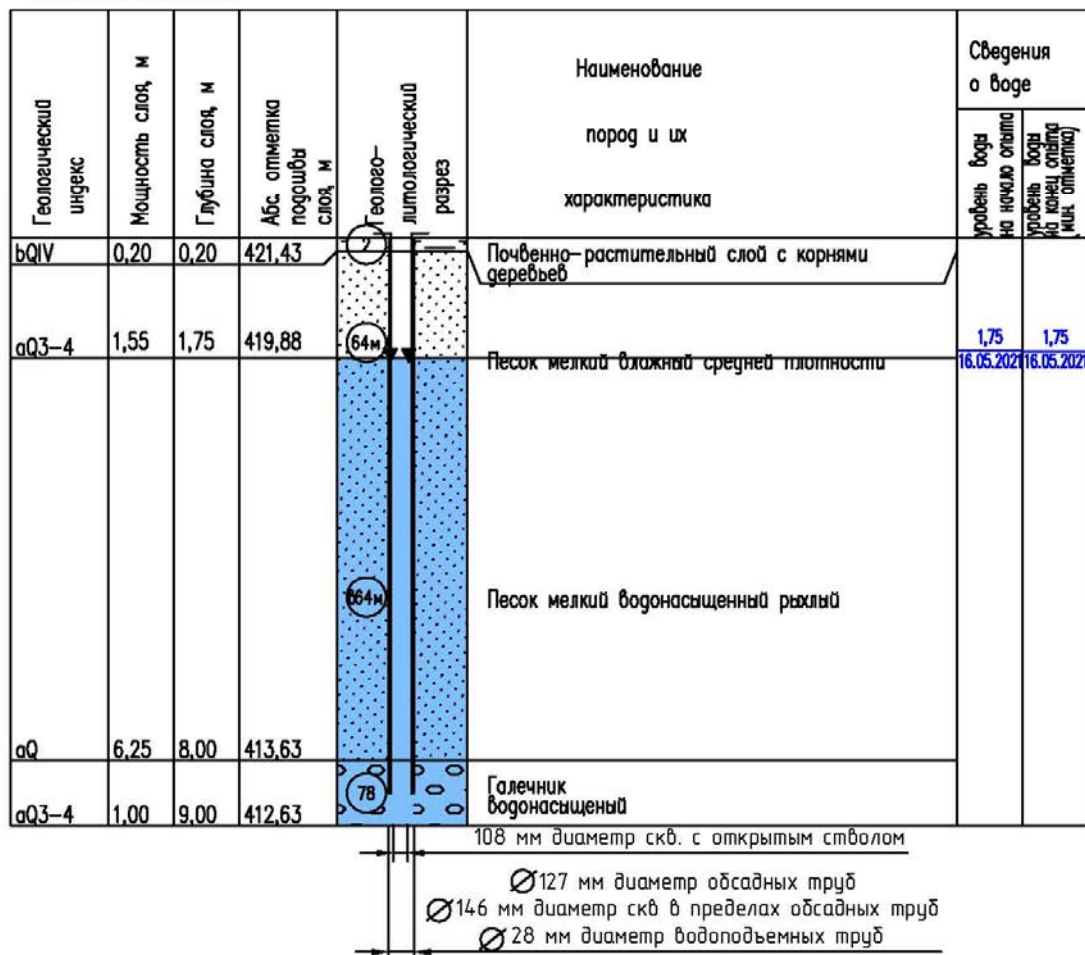 Геологический
индекс
Мощность слоя, м
Глубина слоя, м
Абс. отметка
подошвы
слоя, м
Геолого-
литологический
разрез
Наименование
пород и их
характеристика
Сведения
о воде
уровень воды
на начало опыта
уровень воды
на конец опыта
(мин. отметка)
bQIV 0,20 0,20 421,43 2 Почвенно-растительный слой с корнями
деревьев
aQ3-4 1,55 1,75 419,88 64м 1,75 1,75
Песок мелкий влажный средней плотности 16.05.2021 16.05.2021
664м Песок мелкий водонасыщенный рыхлый
aQ 6,25 8,00 413,63
78 Галечник
водонасыщеный
aQ3-4 1,00 9,00 412,63
108 мм диаметр скв. с открытым стволом
∅127 мм диаметр обсадных труб
∅146 мм диаметр скв в пределах обсадных труб
∅28 мм диаметр водоподъемных труб